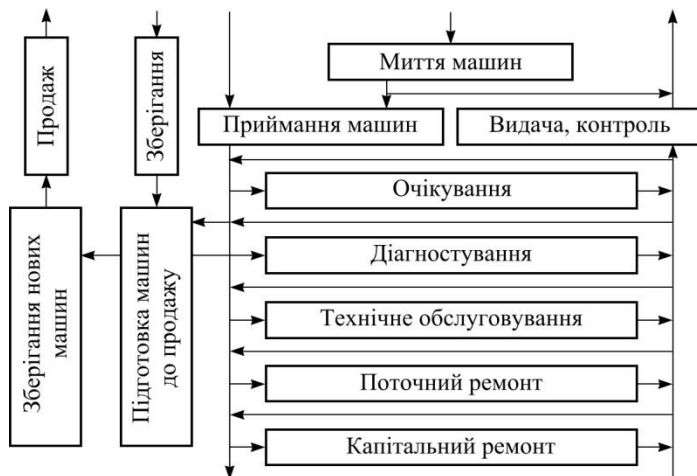 Продаж
Зберігання
Миття машин
Приймання машин
Видача, контроль
Очікування
Зберігання нових
машин
Підготовка машин
до продажу
Діагностування
Технічне обслуговування
Поточний ремонт
Капітальний ремонт